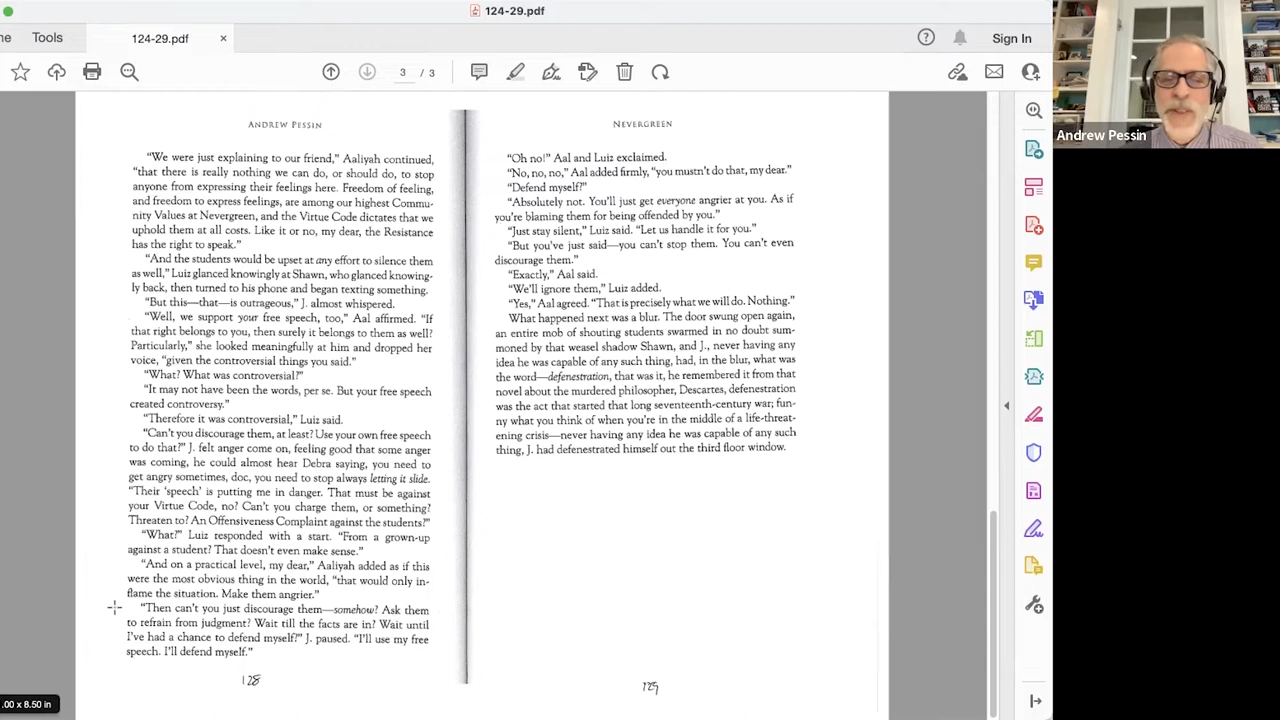 124-29.pdf
Tools
124-29.pdf
×
Sign In
3 / 3
Andrew Pessin
ANDREW PESSIN
“We were just explaining to our friend,” Aaliyah continued,
“that there is really nothing we can do, or should do, to stop
anyone from expressing their feelings here. Freedom of feeling,
and freedom to express feelings, are among our highest Commu-
nity Values at Nevergreen, and the Virtue Code dictates that we
uphold them at all costs. Like it or no, my dear, the Resistance
has the right to speak.”
“And the students would be upset at any effort to silence them
as well,” Luiz glanced knowingly at Shawn, who glanced knowing-
ly back, then turned to his phone and began texting something.
“But this—that—is outrageous,” J. almost whispered.
“Well, we support your free speech, too,” Aal affirmed. “If
that right belongs to you, then surely it belongs to them as well?
Particularly,” she looked meaningfully at him and dropped her
voice, “given the controversial things you said.”
“What? What was controversial?”
“It may not have been the words, per se. But your free speech
created controversy.”
“Therefore it was controversial,” Luiz said.
“Can’t you discourage them, at least? Use your own free speech
to do that?” J. felt anger come on, feeling good that some anger
was coming, he could almost hear Debra saying, you need to
get angry sometimes, doc, you need to stop always letting it slide.
“Their ‘speech’ is putting me in danger. That must be against
your Virtue Code, no? Can’t you charge them, or something?
Threaten to? An Offensiveness Complaint against the students?”
“What?” Luiz responded with a start. “From a grown-up
against a student? That doesn’t even make sense.”
“And on a practical level, my dear,” Aaliyah added as if this
were the most obvious thing in the world, “that would only in-
flame the situation. Make them angrier.”
“Then can’t you just discourage them—somehow? Ask them
to refrain from judgment? Wait till the facts are in? Wait until
I’ve had a chance to defend myself?” J. paused. “I’ll use my free
speech. I’ll defend myself.”
128
NEVERGREEN
“Oh no!” Aal and Luiz exclaimed.
“No, no, no,” Aal added firmly, “you mustn’t do that, my dear.”
“Defend myself?”
“Absolutely not. You’ll just get everyone angrier at you. As if
you’re blaming them for being offended by you.”
“Just stay silent,” Luiz said. “Let us handle it for you.”
“But you’ve just said—you can’t stop them. You can’t even
discourage them.”
“Exactly,” Aal said.
“We’ll ignore them,” Luiz added.
“Yes,” Aal agreed. “That is precisely what we will do. Nothing.”
What happened next was a blur. The door swung open again,
an entire mob of shouting students swarmed in no doubt sum-
moned by that weasel shadow Shawn, and J., never having any
idea he was capable of any such thing, had, in the blur, what was
the word—defenestration, that was it, he remembered it from that
novel about the murdered philosopher, Descartes, defenestration
was the act that started that long seventeenth-century war; fun-
ny what you think of when you’re in the middle of a life-threat-
ening crisis—never having any idea he was capable of any such
thing, J. had defenestrated himself out the third floor window.
129
.00 x 8.50 in